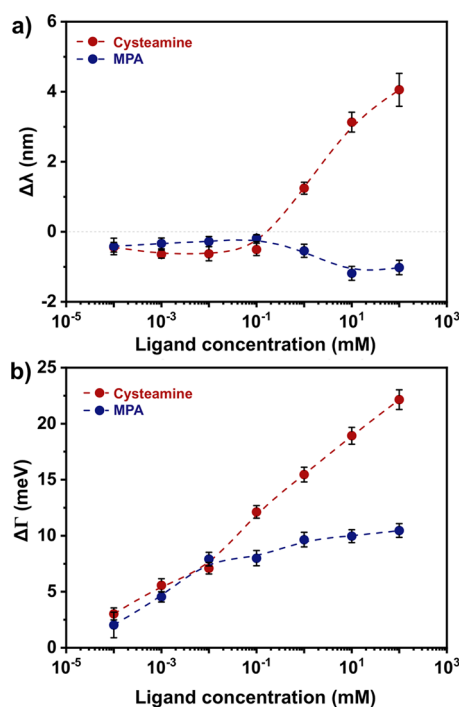 a)
Cysteamine
MPA
Δλ (nm)
6
4
2
0
-2
10⁻⁵ 10⁻³ 10⁻¹ 10¹ 10³
Ligand concentration (mM)
b)
Cysteamine
MPA
ΔΓ (meV)
25
20
15
10
5
0
10⁻⁵ 10⁻³ 10⁻¹ 10¹ 10³
Ligand concentration (mM)